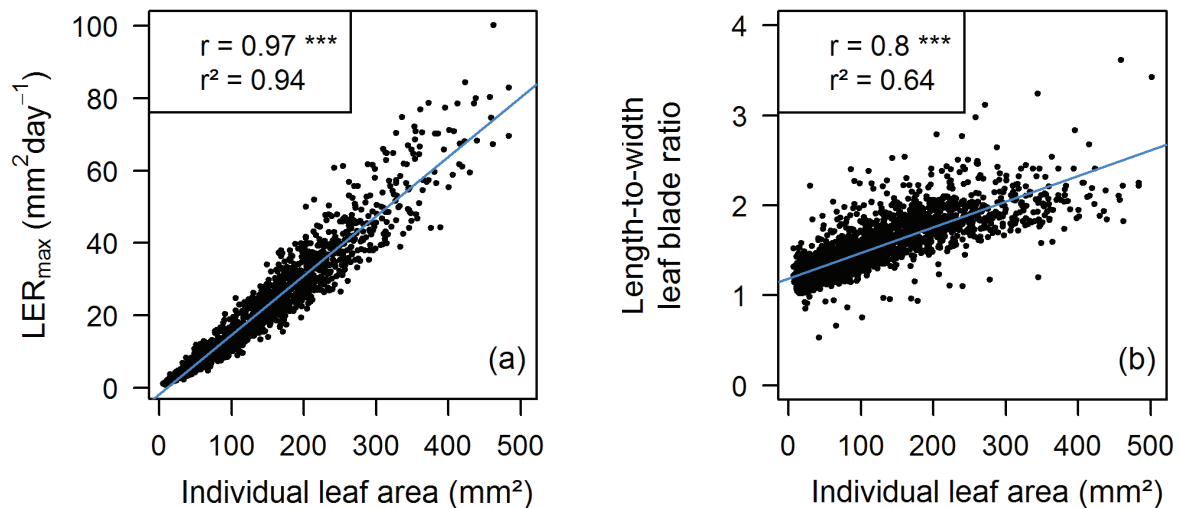 r = 0.97 ***
r² = 0.94
100
80
60
40
20
0
LERmax (mm²day⁻¹)
(a)
0 100 200 300 400 500
Individual leaf area (mm²)
r = 0.8 ***
r² = 0.64
4
3
2
1
0
Length-to-width
leaf blade ratio
(b)
0 100 200 300 400 500
Individual leaf area (mm²)